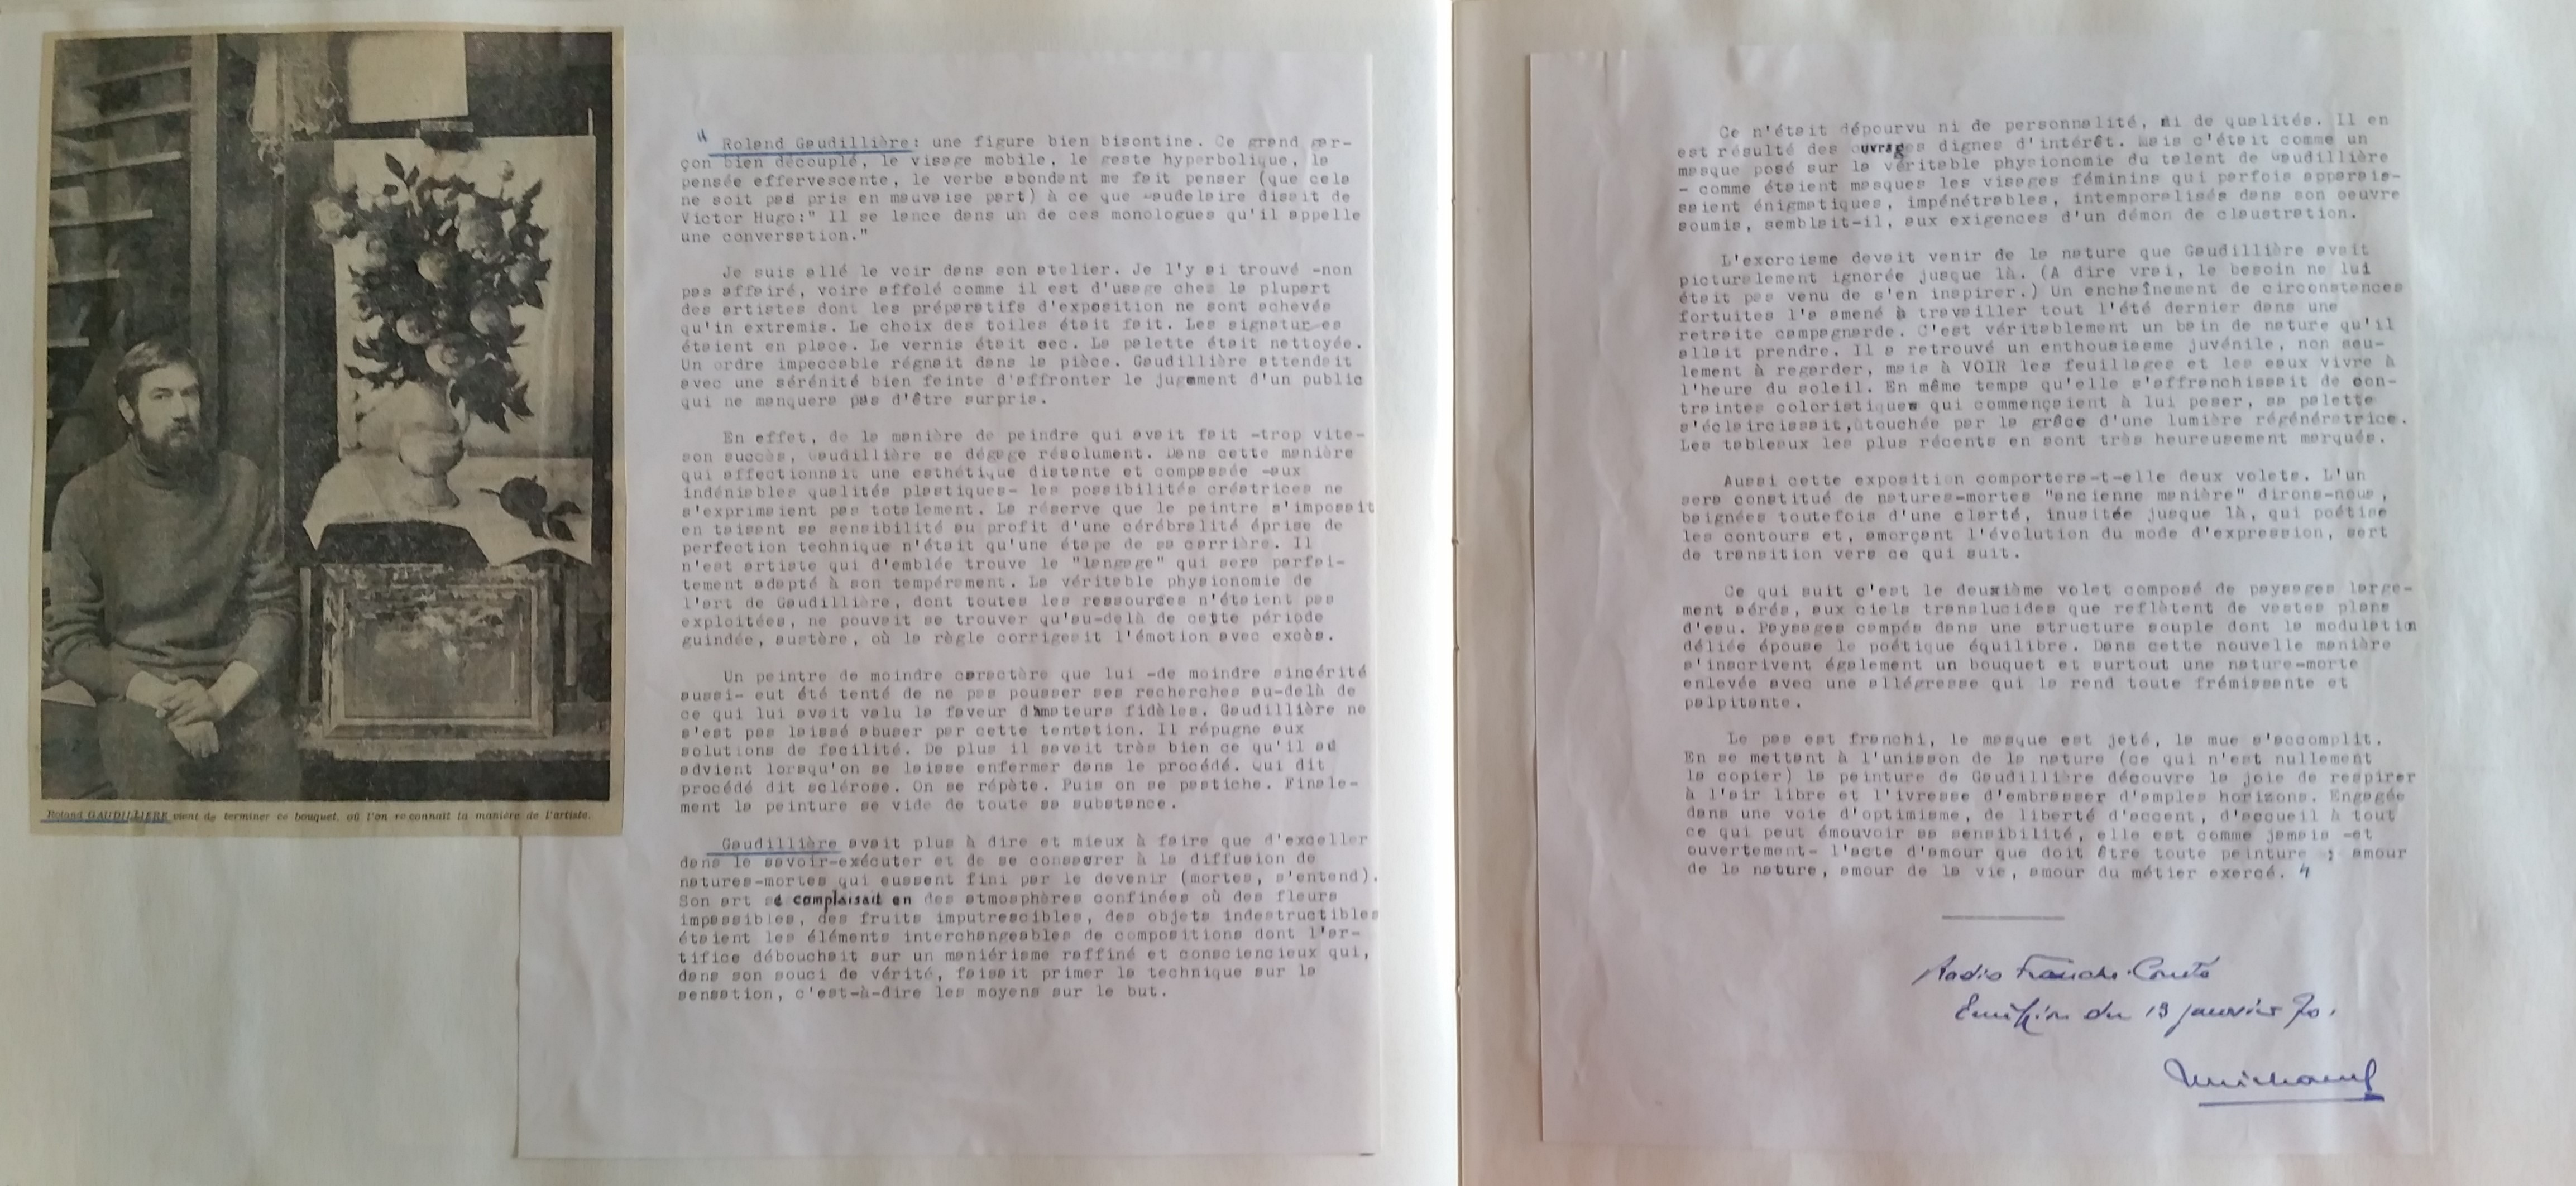 Roland GAUDILLIERE vient de terminer ce bouquet, où l'on reconnaît la manière de l'artiste.
" Roland Gaudillière: une figure bien bisontine. Ce grand gar-
çon bien découplé, le visage mobile, le geste hyperbolique, la
pensée effervescente, le verbe abondant me fait penser (que cela
ne soit pas pris en mauvaise part) à ce que Baudelaire disait de
Victor Hugo:" Il se lance dans un de ces monologues qu'il appelle
une conversation."
Je suis allé le voir dans son atelier. Je l'y ai trouvé -non
pas affairé, voire affolé comme il est d'usage chez la plupart
des artistes dont les préparatifs d'exposition ne sont achevés
qu'in extremis. Le choix des toiles était fait. Les signatures
étaient en place. Le vernis était sec. La palette était nettoyée.
Un ordre impeccable régnait dans la pièce. Gaudillière attendait
avec une sérénité bien feinte d'affronter le jugement d'un public
qui ne manquera pas d'être surpris.
En effet, de la manière de peindre qui avait fait -trop vite-
son succès, Gaudillière se dégage résolument. Dans cette manière
qui affectionnait une esthétique distante et compassée -aux
indéniables qualités plastiques- les possibilités créatrices ne
s'exprimaient pas totalement. La réserve que le peintre s'imposait
en taisant sa sensibilité au profit d'une cérébralité éprise de
perfection technique n'était qu'une étape de sa carrière. Il
n'est artiste qui d'emblée trouve le "langage" qui sera parfai-
tement adapté à son tempérament. La véritable physionomie de
l'art de Gaudillière, dont toutes les ressources n'étaient pas
exploitées, ne pouvait se trouver qu'au-delà de cette période
guindée, austère, où la règle corrigeait l'émotion avec excès.
Un peintre de moindre caractère que lui -de moindre sincérité
aussi- eut été tenté de ne pas pousser ses recherches au-delà de
ce qui lui avait valu la faveur d'amateurs fidèles. Gaudillière ne
s'est pas laissé abuser par cette tentation. Il répugne aux
solutions de facilité. De plus il savait très bien ce qu'il ad
advient lorsqu'on se laisse enfermer dans le procédé. Qui dit
procédé dit sclérose. On se répète. Puis on se pastiche. Finale-
ment la peinture se vide de toute sa substance.
Gaudillière avait plus à dire et mieux à faire que d'exceller
dans le savoir-exécuter et de se consacrer à la diffusion de
natures-mortes qui eussent fini par le devenir (mortes, s'entend).
Son art se complaisait en des atmosphères confinées où des fleurs
impassibles, des fruits imputrescibles, des objets indestructibles
étaient les éléments interchangeables de compositions dont l'ar-
tifice débouchait sur un maniérisme raffiné et consciencieux qui,
dans son souci de vérité, faisait primer la technique sur la
sensation, c'est-à-dire les moyens sur le but.
Ce n'était dépourvu ni de personnalité, ni de qualités. Il en
est résulté des ouvrages dignes d'intérêt. Mais c'était comme un
masque posé sur la véritable physionomie du talent de Gaudillière
- comme étaient masques les visages féminins qui parfois apparais-
saient énigmatiques, impénétrables, intemporalisés dans son oeuvre
soumis, semblait-il, aux exigences d'un démon de claustration.
L'exorcisme devait venir de la nature que Gaudillière avait
picturalement ignorée jusque là. (A dire vrai, le besoin ne lui
était pas venu de s'en inspirer.) Un enchaînement de circonstances
fortuites l'a amené à travailler tout l'été dernier dans une
retraite campagnarde. C'est véritablement un bain de nature qu'il
allait prendre. Il a retrouvé un enthousiasme juvénile, non seu-
lement à regarder, mais à VOIR les feuillages et les eaux vivre à
l'heure du soleil. En même temps qu'elle s'affranchissait de con-
traintes coloristiques qui commençaient à lui peser, sa palette
s'éclaircissait, touchée par la grâce d'une lumière régénératrice.
Les tableaux les plus récents en sont très heureusement marqués.
Aussi cette exposition comportera-t-elle deux volets. L'un
sera constitué de natures-mortes "ancienne manière" dirons-nous,
baignées toutefois d'une clarté, inusitée jusque là, qui poétise
les contours et, amorçant l'évolution du mode d'expression, sert
de transition vers ce qui suit.
Ce qui suit c'est le deuxième volet composé de paysages large-
ment aérés, aux ciels translucides que reflètent de vastes plans
d'eau. Paysages campés dans une structure souple dont la modulation
déliée épouse le poétique équilibre. Dans cette nouvelle manière
s'inscrivent également un bouquet et surtout une nature-morte
enlevée avec une allégresse qui la rend toute frémissante et
palpitante.
Le pas est franchi, le masque est jeté, la mue s'accomplit.
En se mettant à l'unisson de la nature (ce qui n'est nullement
la copier) la peinture de Gaudillière découvre la joie de respirer
à l'air libre et l'ivresse d'embrasser d'amples horizons. Engagée
dans une voie d'optimisme, de liberté d'accent, d'accueil à tout
ce qui peut émouvoir sa sensibilité, elle est comme jamais -et
ouvertement- l'acte d'amour que doit être toute peinture ; amour
de la nature, amour de la vie, amour du métier exercé. "
Radio Franche-Comté
Emission du 19 janvier 70.